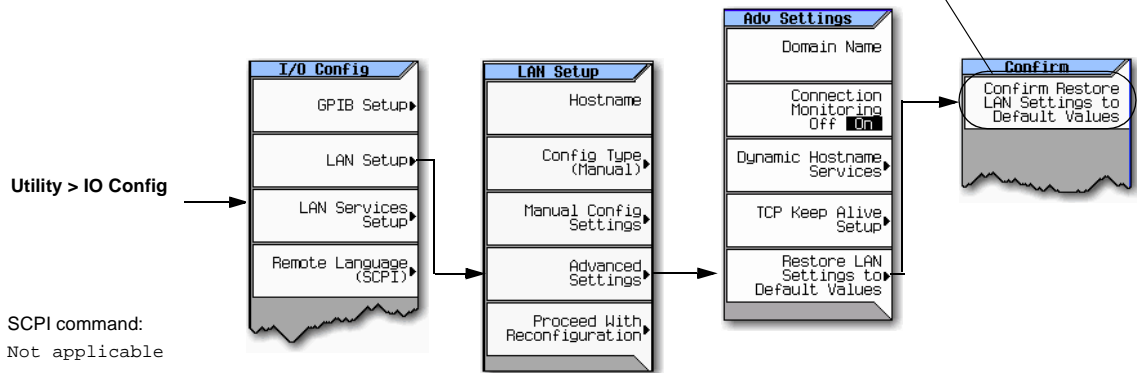 Utility > IO Config
SCPI command:
Not applicable
I/O Config
GPIB Setup
LAN Setup
LAN Services
Setup
Remote Language
(SCPI)
LAN Setup
Hostname
Config Type
(Manual)
Manual Config
Settings
Advanced
Settings
Proceed With
Reconfiguration
Adv Settings
Domain Name
Connection
Monitoring
Off On
Dynamic Hostname
Services
TCP Keep Alive
Setup
Restore LAN
Settings to
Default Values
Confirm
Confirm Restore
LAN Settings to
Default Values